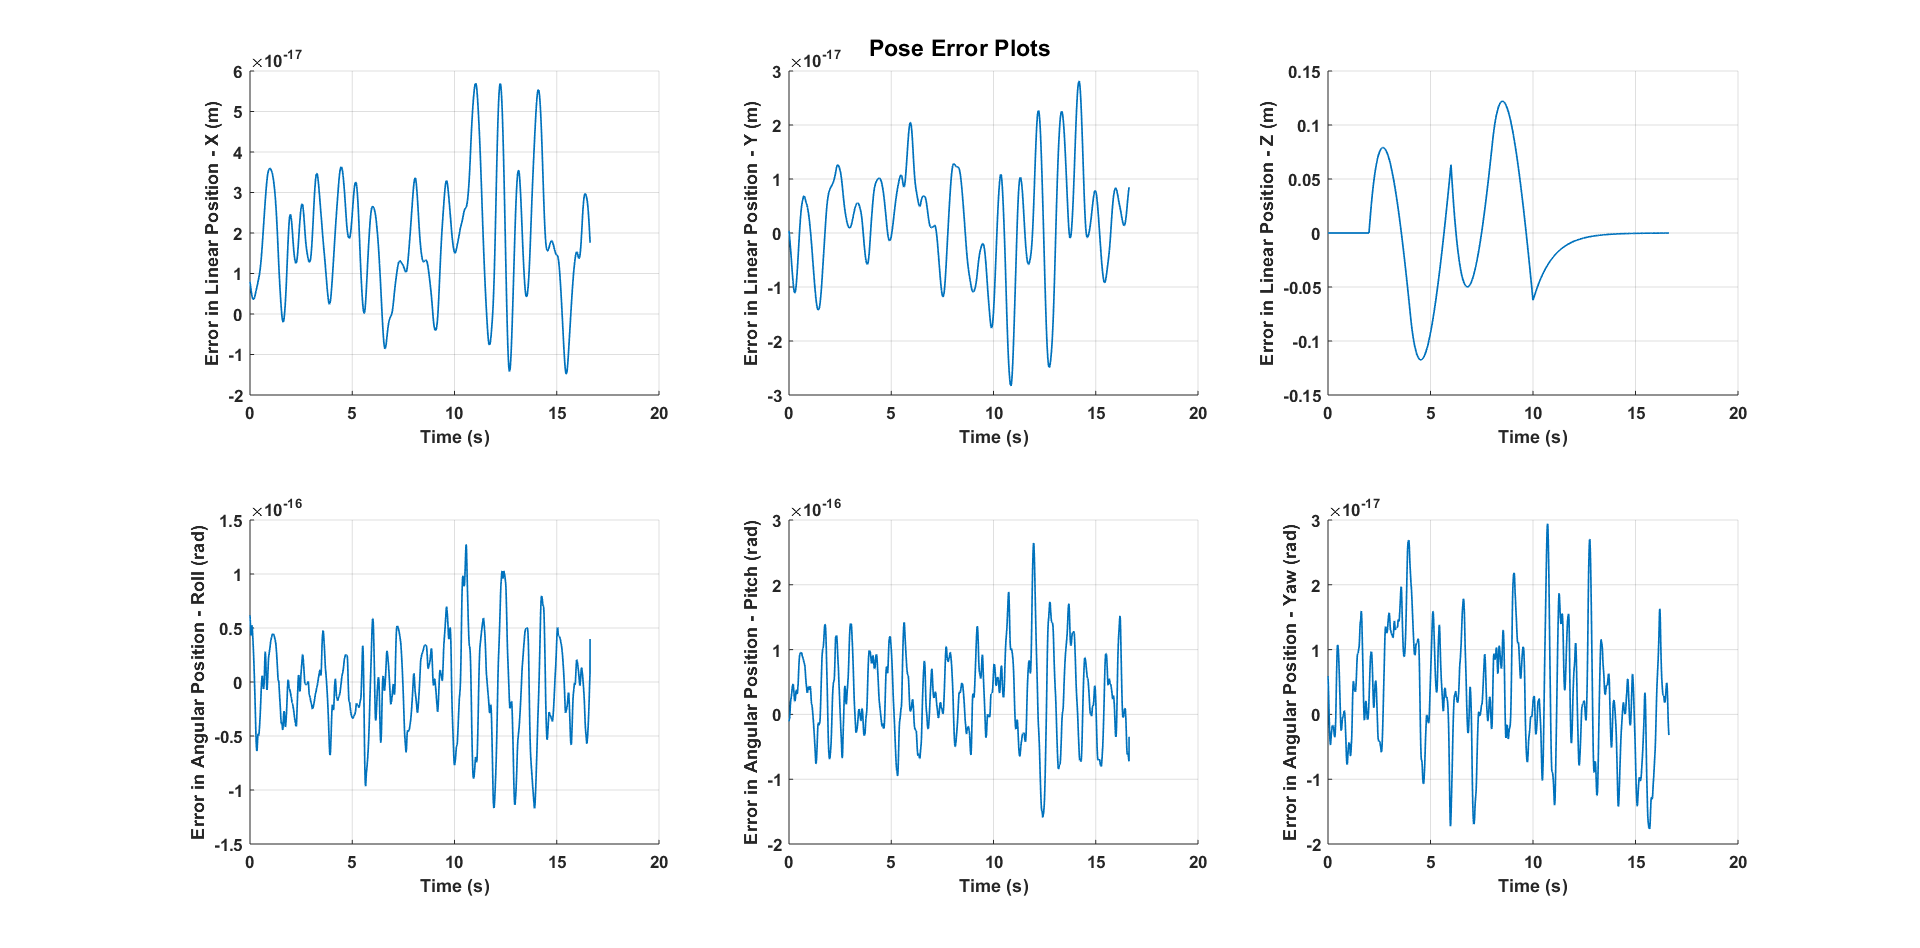 Pose Error Plots
×10^-17
6
5
4
3
2
1
0
-1
-2
Error in Linear Position - X (m)
0 5 10 15 20
Time (s)
×10^-17
3
2
1
0
-1
-2
-3
Error in Linear Position - Y (m)
0 5 10 15 20
Time (s)
0.15
0.1
0.05
0
-0.05
-0.1
-0.15
Error in Linear Position - Z (m)
0 5 10 15 20
Time (s)
×10^-16
1.5
1
0.5
0
-0.5
-1
-1.5
Error in Angular Position - Roll (rad)
0 5 10 15 20
Time (s)
×10^-16
3
2
1
0
-1
-2
Error in Angular Position - Pitch (rad)
0 5 10 15 20
Time (s)
×10^-17
3
2
1
0
-1
-2
Error in Angular Position - Yaw (rad)
0 5 10 15 20
Time (s)